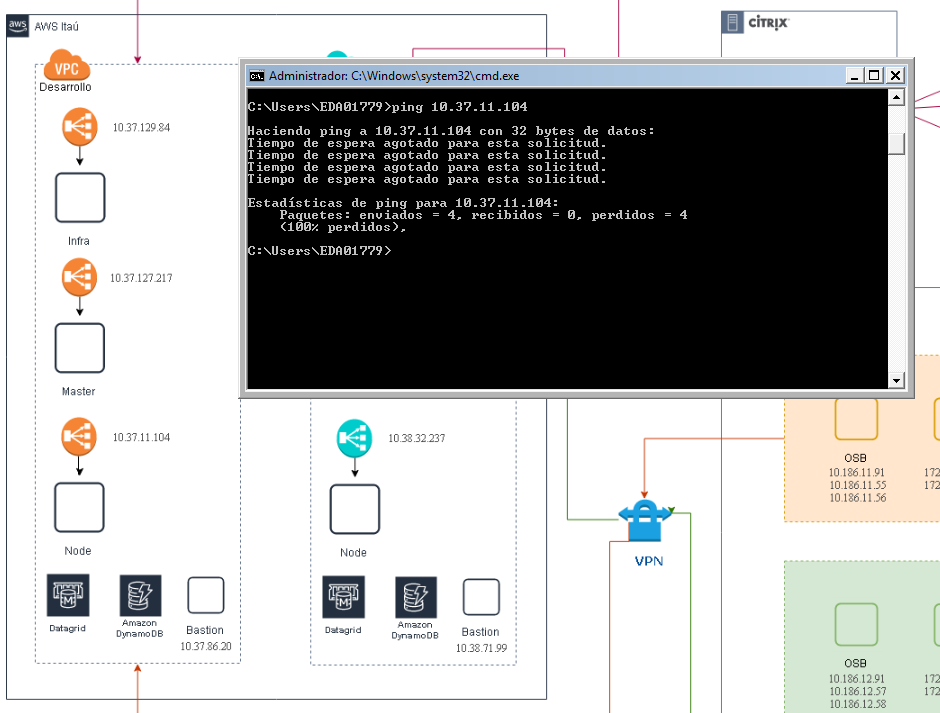 aws
AWS Itaú
VPC
Desarrollo
10.37.129.84
Infra
10.37.127.217
Master
10.37.11.104
Node
Datagrid
Amazon
DynamoDB
Bastion
10.37.86.20
Administrador: C:\Windows\system32\cmd.exe
C:\Users\EDA01779>ping 10.37.11.104
Haciendo ping a 10.37.11.104 con 32 bytes de datos:
Tiempo de espera agotado para esta solicitud.
Tiempo de espera agotado para esta solicitud.
Tiempo de espera agotado para esta solicitud.
Tiempo de espera agotado para esta solicitud.
Estadísticas de ping para 10.37.11.104:
Paquetes: enviados = 4, recibidos = 0, perdidos = 4
(100% perdidos),
C:\Users\EDA01779>
10.38.32.237
Node
Datagrid
Amazon
DynamoDB
Bastion
10.38.71.99
VPN
CİTRIX
OSB
10.186.11.91
10.186.11.55
10.186.11.56
172
172
OSB
10.186.12.91
10.186.12.57
10.186.12.58
172
172